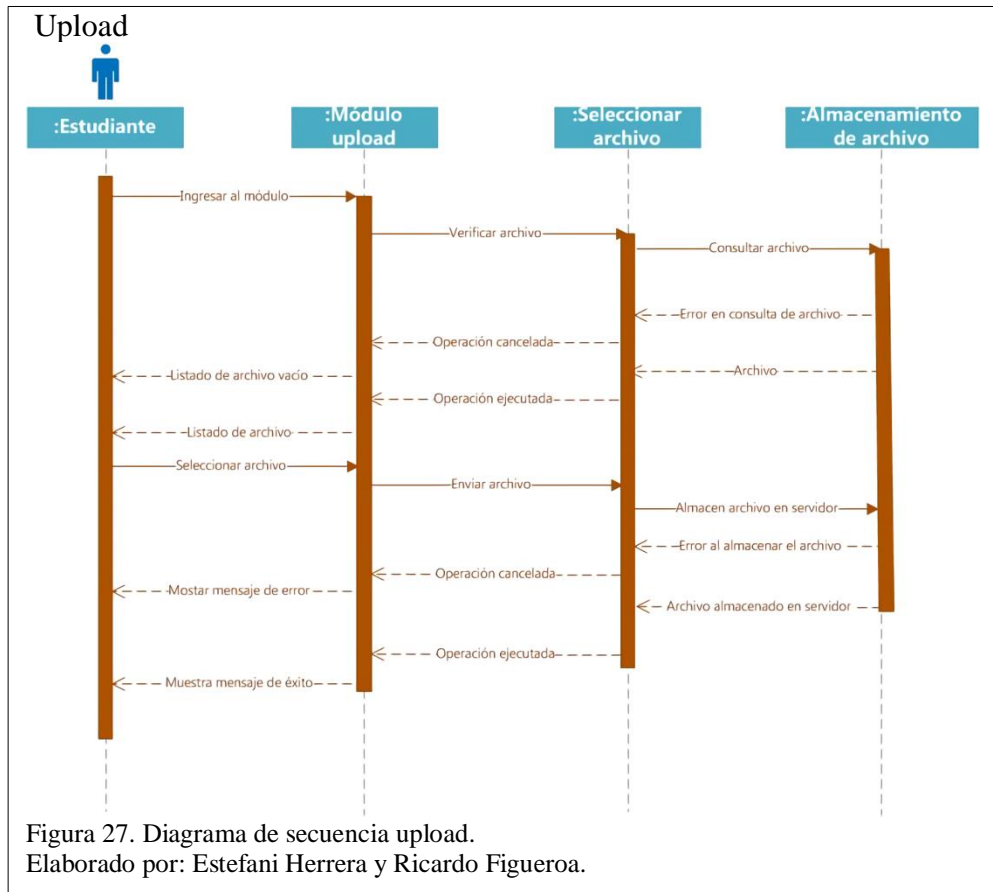 Upload
:Estudiante
:Módulo
upload
:Seleccionar
archivo
:Almacenamiento
de archivo
Ingresar al módulo
Verificar archivo
Consultar archivo
Error en consulta de archivo
Operación cancelada
Archivo
Listado de archivo vacío
Operación ejecutada
Listado de archivo
Seleccionar archivo
Envíar archivo
Almacen archivo en servidor
Error al almacenar el archivo
Operación cancelada
Mostar mensaje de error
Archivo almacenado en servidor
Operación ejecutada
Muestra mensaje de éxito
Figura 27. Diagrama de secuencia upload.
Elaborado por: Estefani Herrera y Ricardo Figueroa.